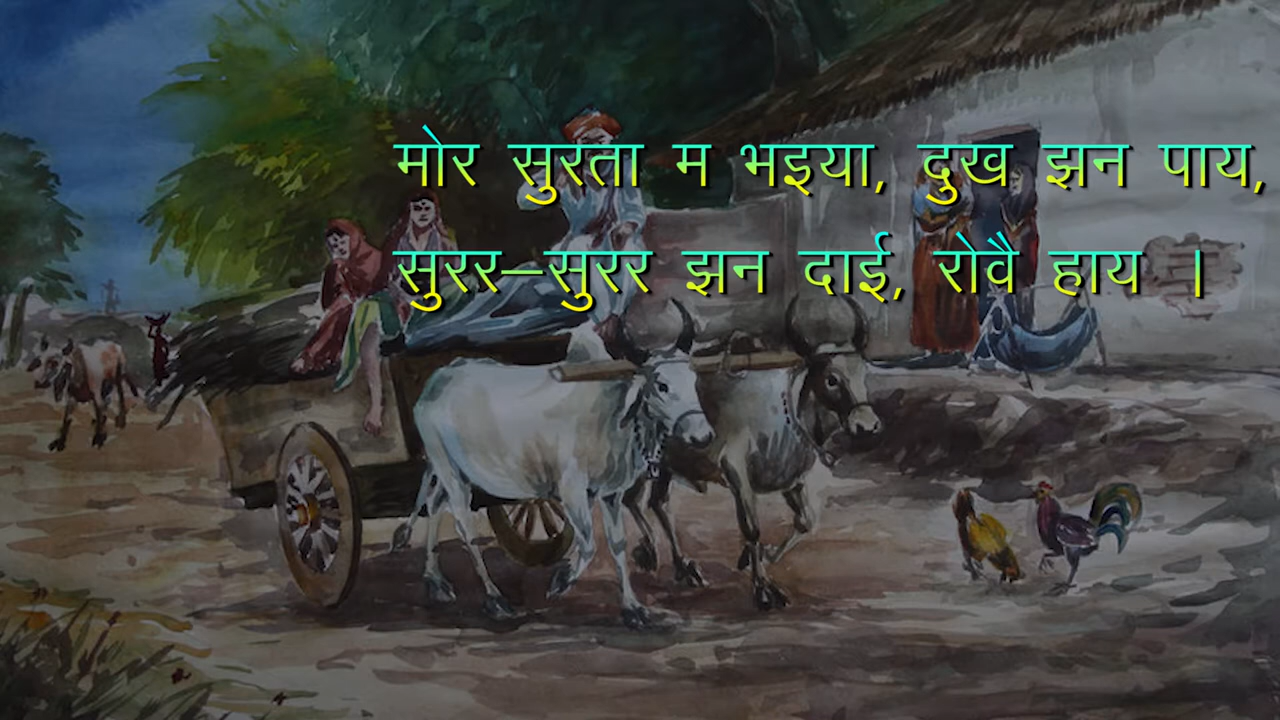 मोर सुरता म भइया, दुख झन पाय,
सुरर–सुरर झन दाई, रोवै हाय ।